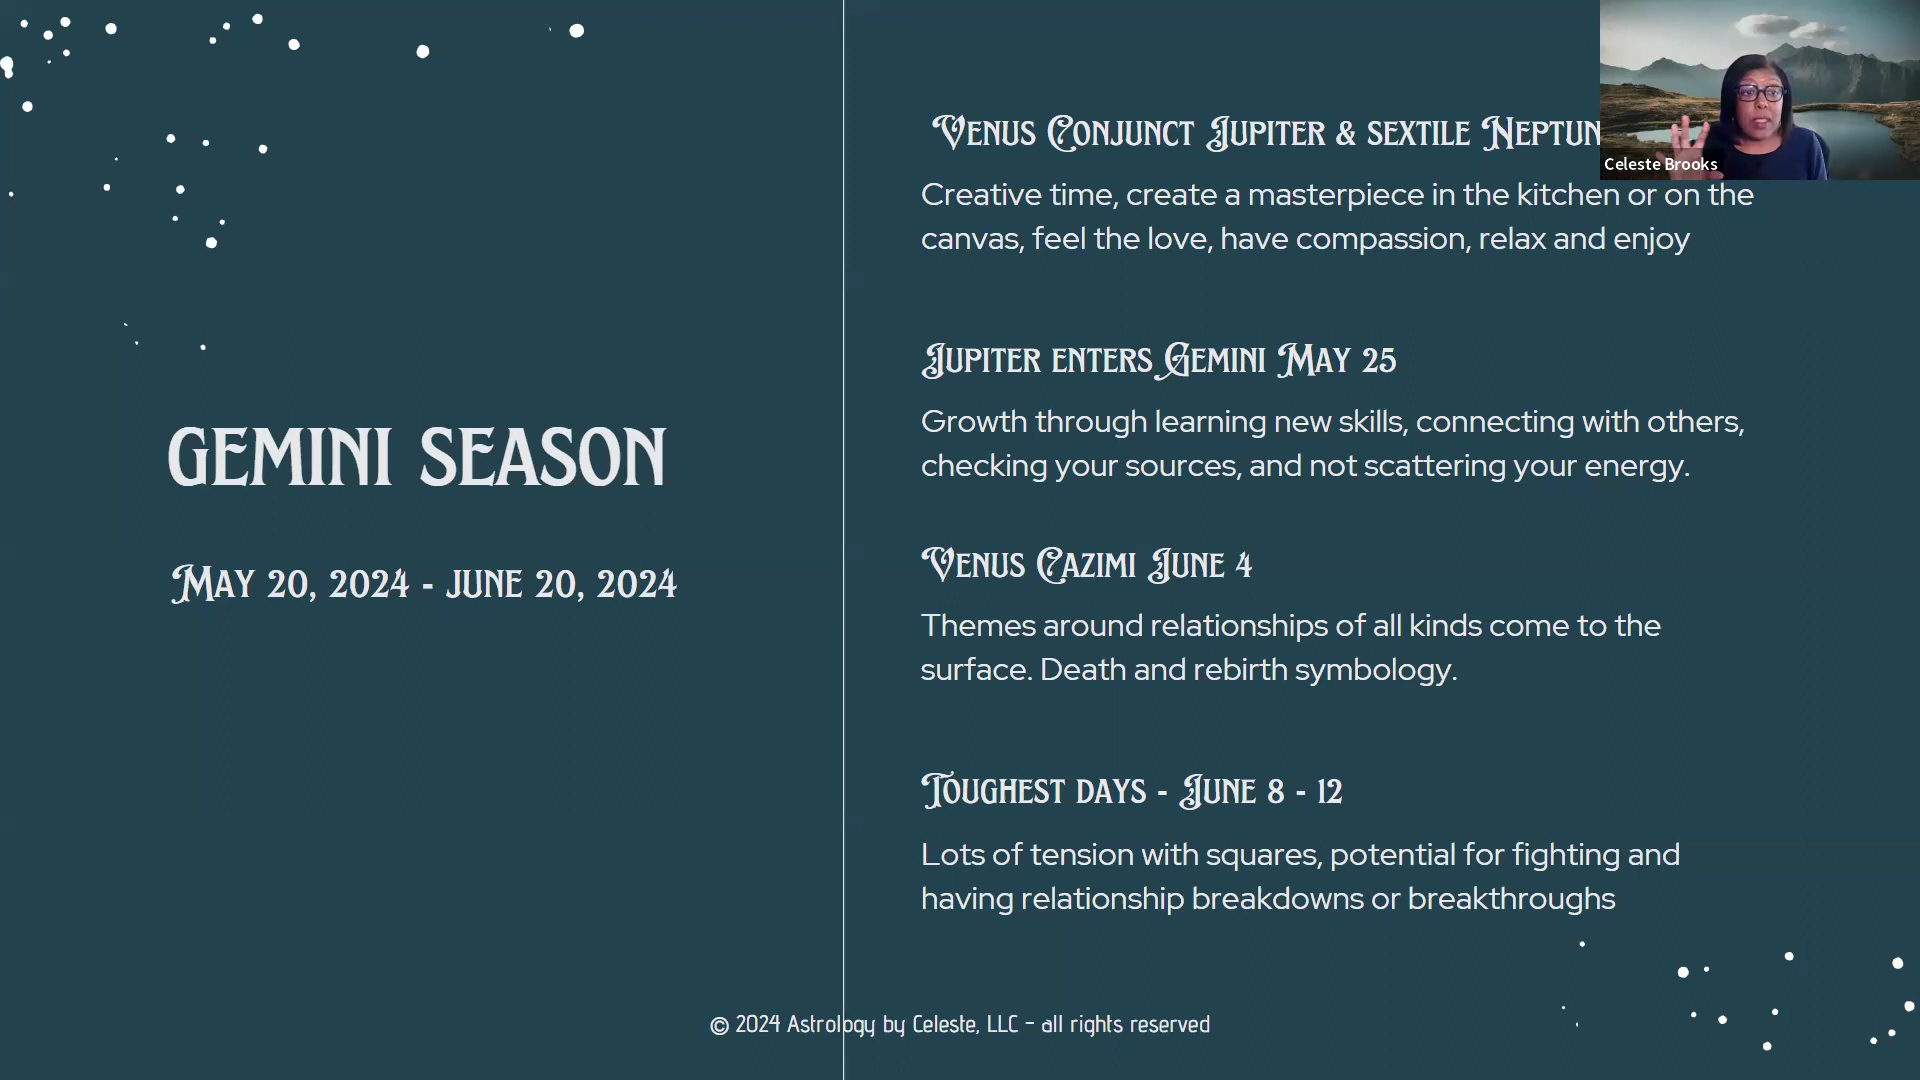 GEMINI SEASON
May 20, 2024 - June 20, 2024
Venus Conjunct Jupiter & sextile
Creative time, create a masterpiece in the kitchen or on the
canvas, feel the love, have compassion, relax and enjoy
Jupiter enters Gemini May 25
Growth through learning new skills, connecting with others,
checking your sources, and not scattering your energy.
Venus Cazimi June 4
Themes around relationships of all kinds come to the
surface. Death and rebirth symbology.
Toughest days - June 8 - 12
Lots of tension with squares, potential for fighting and
having relationship breakdowns or breakthroughs
© 2024 Astrology by Celeste, LLC - all rights reserved
Celeste Brooks